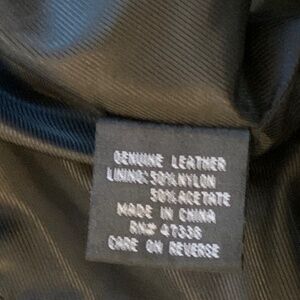 GENUINE LEATHER
LINING: 50% NYLON
50% ACETATE
MADE IN CHINA
RN# 47336
CARE ON REVERSE